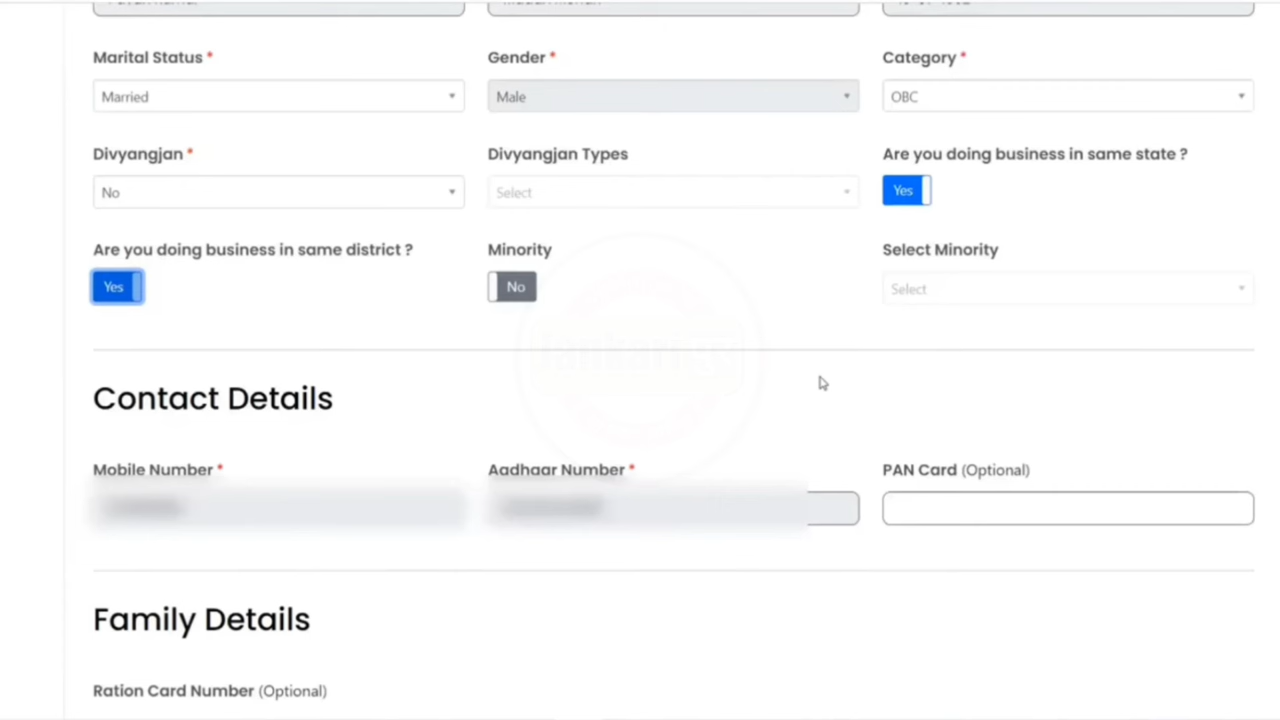 Marital Status * Gender * Category *
Married Male OBC
Divyangjan * Divyangjan Types Are you doing business in same state ?
No Select Yes
Are you doing business in same district ? Minority Select Minority
Yes No Select
Contact Details
Mobile Number * Aadhaar Number * PAN Card (Optional)
Family Details
Ration Card Number (Optional)